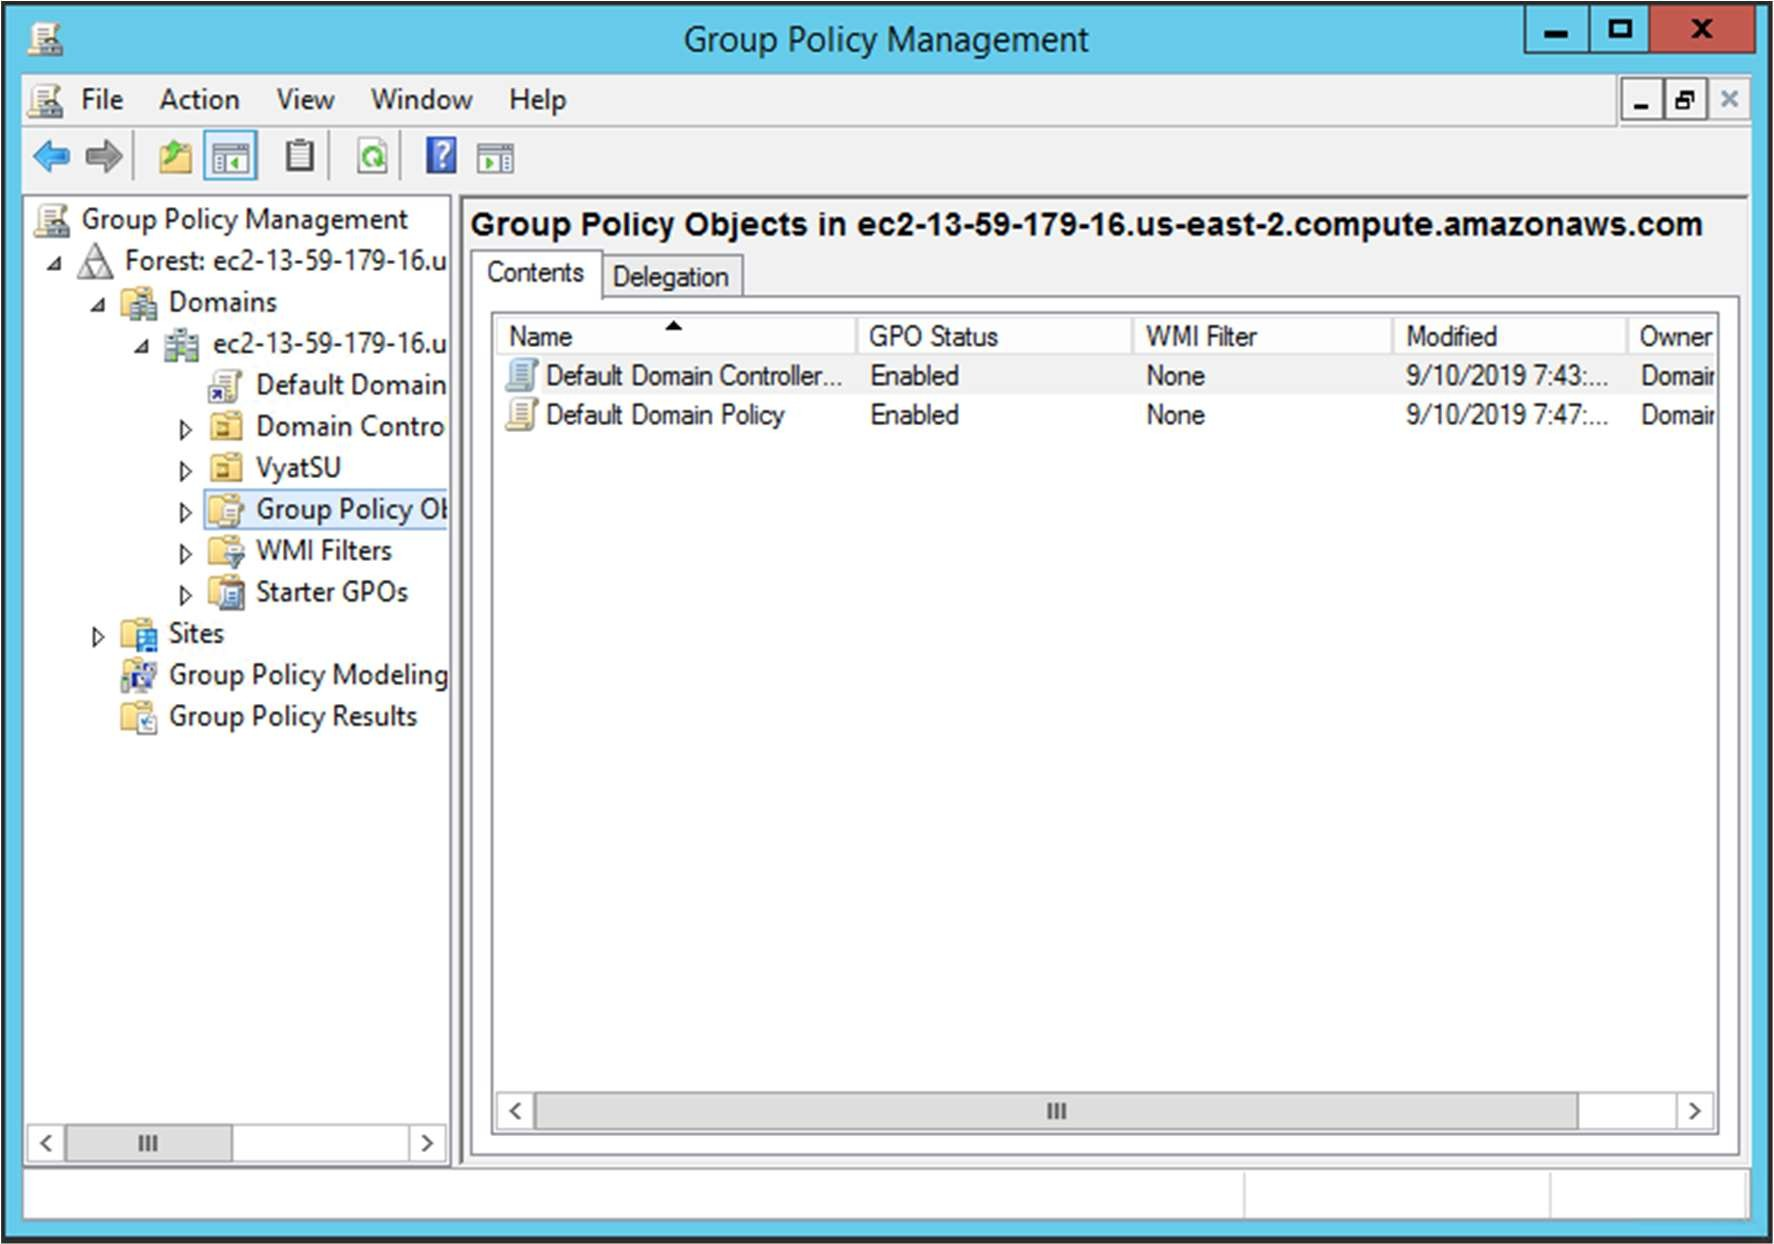 Group Policy Management
File Action View Window Help
Group Policy Management
Forest: ec2-13-59-179-16.u
Domains
ec2-13-59-179-16.u
Default Domain
Domain Contro
VyatSU
Group Policy Ob
WMI Filters
Starter GPOs
Sites
Group Policy Modeling
Group Policy Results
Group Policy Objects in ec2-13-59-179-16.us-east-2.compute.amazonaws.com
Contents Delegation
Name GPO Status WMI Filter Modified Owner
Default Domain Controller... Enabled None 9/10/2019 7:43:... Domain
Default Domain Policy Enabled None 9/10/2019 7:47:... Domain